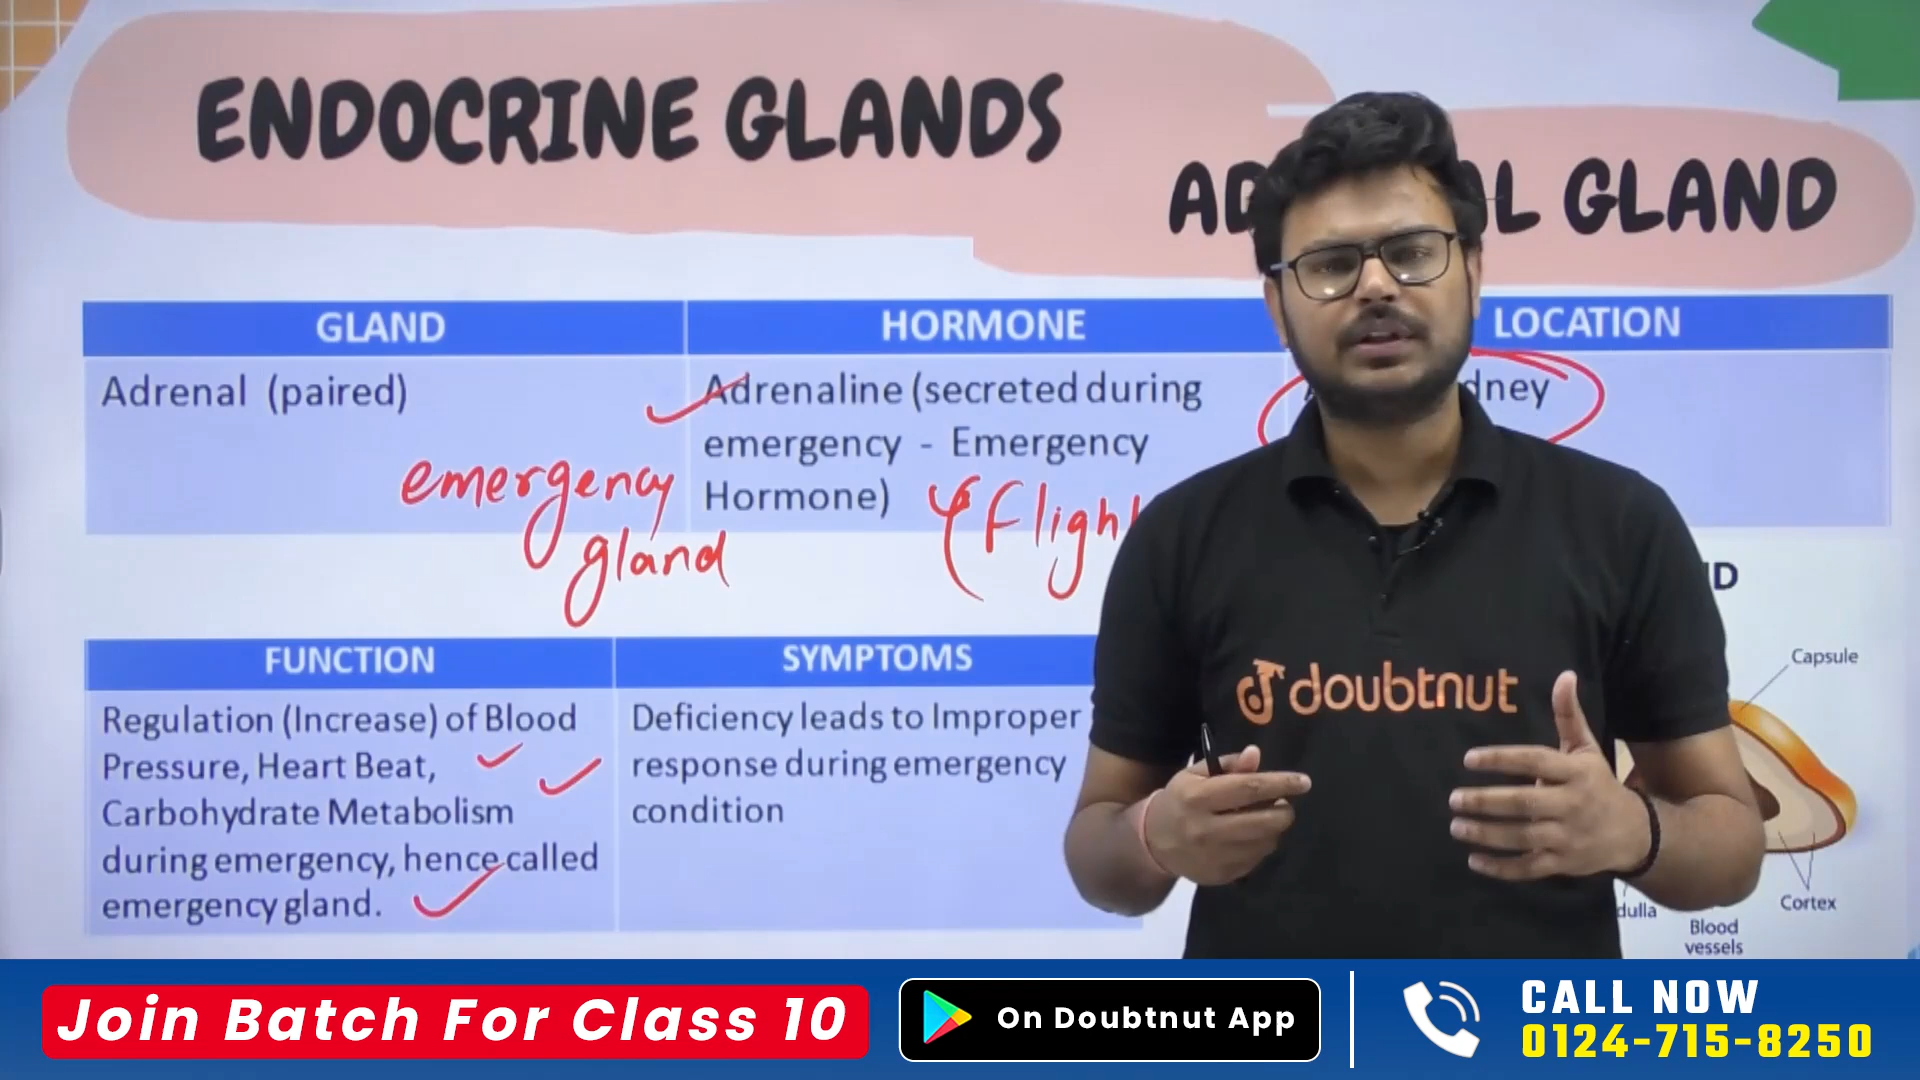 ENDOCRINE GLANDS
GLAND
GLAND
HORMONE
LOCATION
Adrenal (paired)
Adrenaline (secreted during
emergency - Emergency
Hormone)
emergency
gland
FUNCTION
SYMPTOMS
Regulation (Increase) of Blood
Pressure, Heart Beat,
Carbohydrate Metabolism
during emergency, hence called
emergency gland.
Deficiency leads to Improper
response during emergency
condition
Capsule
Cortex
Blood
vessels
doubtnut
Join Batch For Class 10
On Doubtnut App
CALL NOW
0124-715-8250